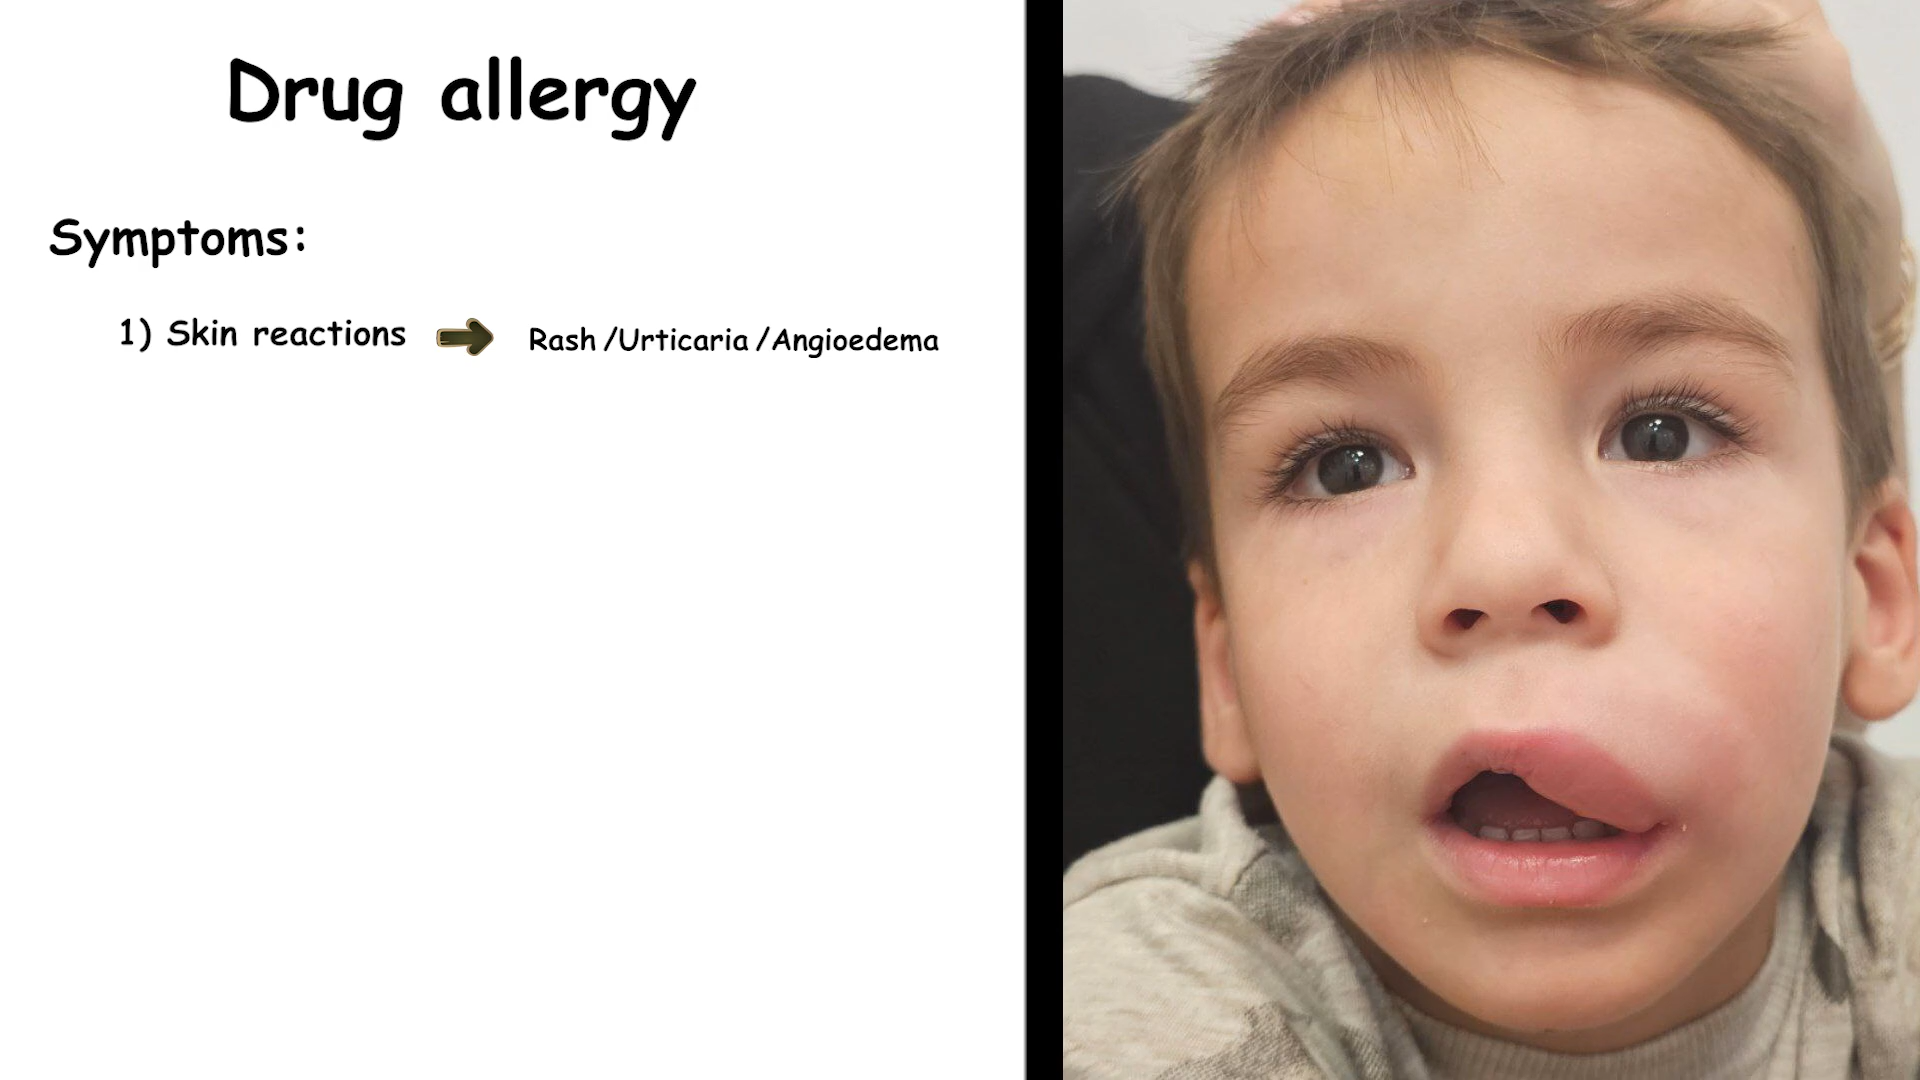 Drug allergy
Symptoms:
1) Skin reactions Rash /Urticaria /Angioedema